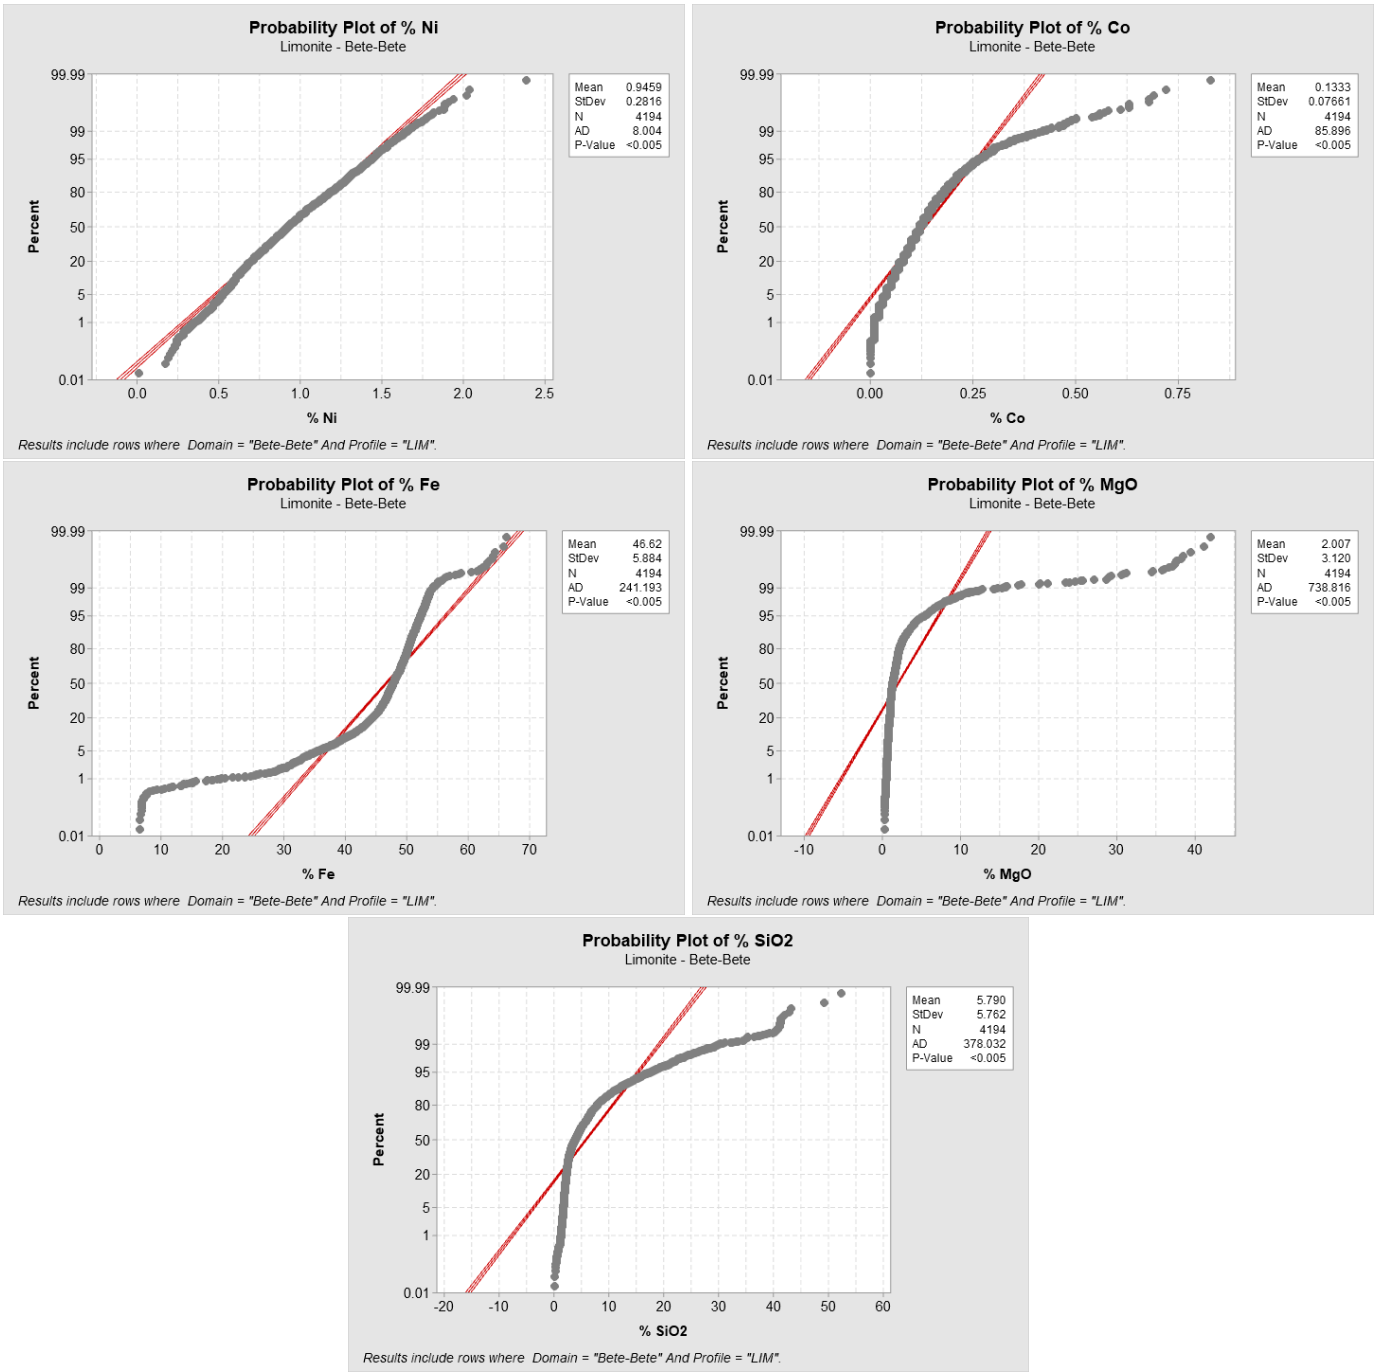 Probability Plot of % Ni
Limonite - Bete-Bete
99.99
99
95
80
50
20
5
1
0.01
Percent
0.0 0.5 1.0 1.5 2.0 2.5
% Ni
Mean 0.9459
StDev 0.2816
N 4194
AD 8.004
P-Value <0.005
Results include rows where Domain = "Bete-Bete" And Profile = "LIM".
Probability Plot of % Co
Limonite - Bete-Bete
99.99
99
95
80
50
20
5
1
0.01
Percent
0.00 0.25 0.50 0.75
% Co
Mean 0.1333
StDev 0.07661
N 4194
AD 85.896
P-Value <0.005
Results include rows where Domain = "Bete-Bete" And Profile = "LIM".
Probability Plot of % Fe
Limonite - Bete-Bete
99.99
99
95
80
50
20
5
1
0.01
Percent
0 10 20 30 40 50 60 70
% Fe
Mean 46.62
StDev 5.884
N 4194
AD 241.193
P-Value <0.005
Results include rows where Domain = "Bete-Bete" And Profile = "LIM".
Probability Plot of % MgO
Limonite - Bete-Bete
99.99
99
95
80
50
20
5
1
0.01
Percent
-10 0 10 20 30 40
% MgO
Mean 2.007
StDev 3.120
N 4194
AD 738.816
P-Value <0.005
Results include rows where Domain = "Bete-Bete" And Profile = "LIM".
Probability Plot of % SiO2
Limonite - Bete-Bete
99.99
99
95
80
50
20
5
1
0.01
Percent
-20 -10 0 10 20 30 40 50 60
% SiO2
Mean 5.790
StDev 5.762
N 4194
AD 378.032
P-Value <0.005
Results include rows where Domain = "Bete-Bete" And Profile = "LIM".